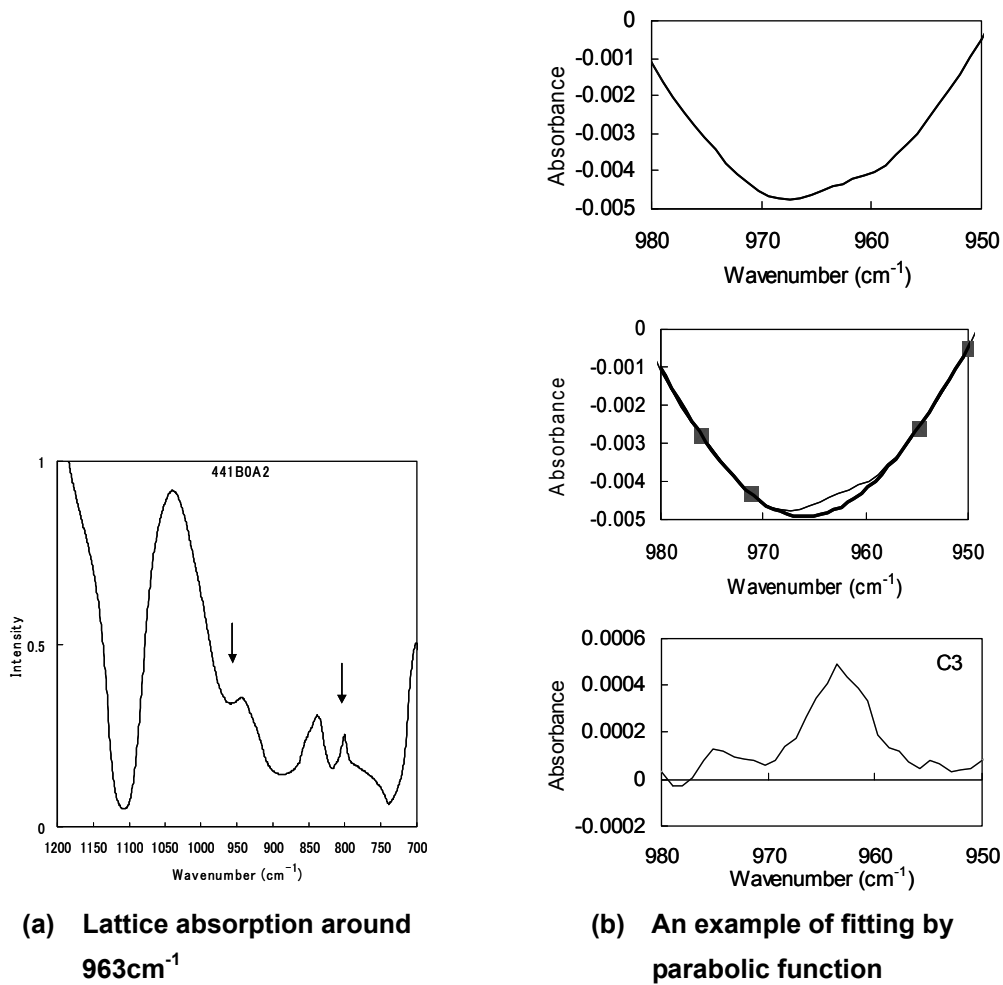 441B0A2
Intensity
1
0.5
0
1200 1150 1100 1050 1000 950 900 850 800 750 700
Wavenumber (cm-1)
(a) Lattice absorption around
963cm-1
Absorbance
0
-0.001
-0.002
-0.003
-0.004
-0.005
980 970 960 950
Wavenumber (cm-1)
Absorbance
0
-0.001
-0.002
-0.003
-0.004
-0.005
980 970 960 950
Wavenumber (cm-1)
Absorbance
0.0006
0.0004
0.0002
0
-0.0002
C3
980 970 960 950
Wavenumber (cm-1)
(b) An example of fitting by
parabolic function